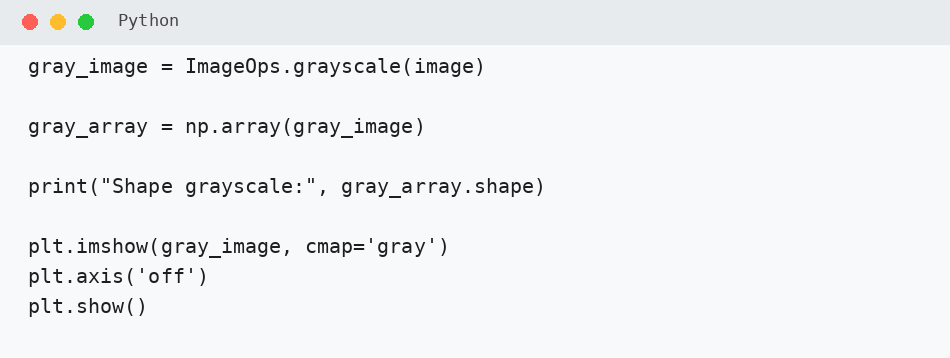 Python
gray_image = ImageOps.grayscale(image)
gray_array = np.array(gray_image)
print("Shape grayscale:", gray_array.shape)
plt.imshow(gray_image, cmap='gray')
plt.axis('off')
plt.show()